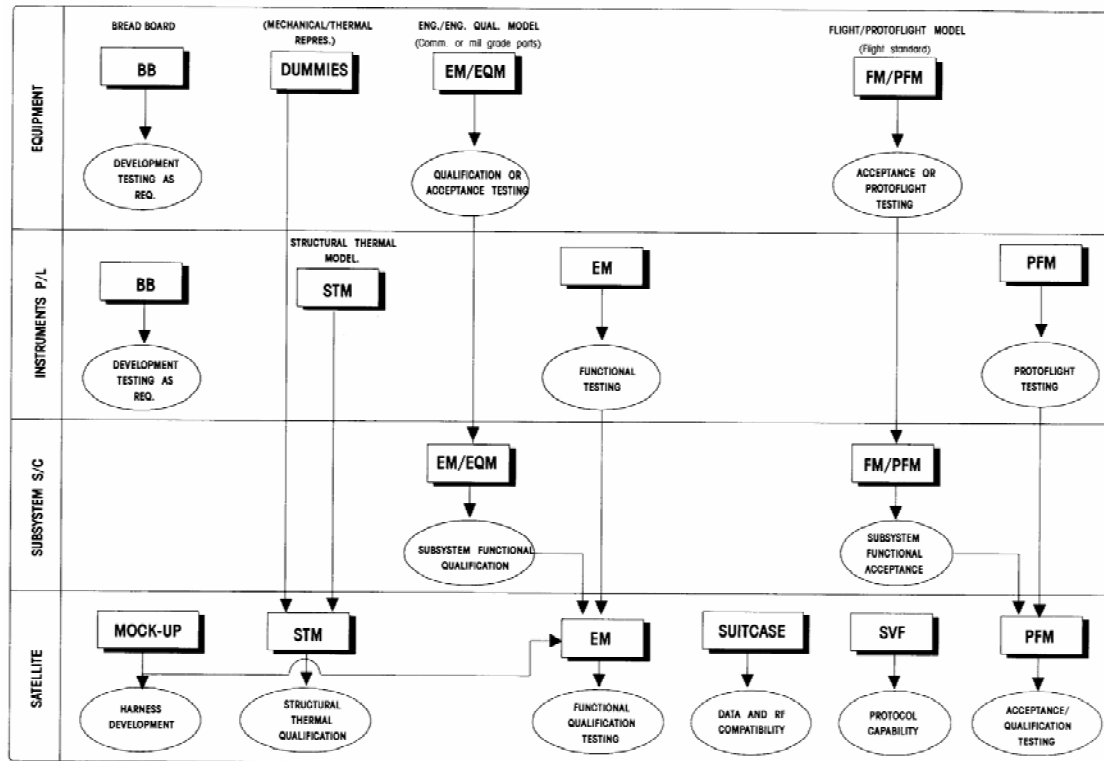 EQUIPMENT
BREAD BOARD
BB
DEVELOPMENT
TESTING AS
REQ.
(MECHANICAL/THERMAL
REPRES.)
DUMMIES
ENG./ENG. QUAL. MODEL
(Comm. or mil grade parts)
EM/EQM
QUALIFICATION OR
ACCEPTANCE TESTING
FLIGHT/PROTOFLIGHT MODEL
(Flight standard)
FM/PFM
ACCEPTANCE OR
PROTOFLIGHT
TESTING
INSTRUMENTS P/L
BB
DEVELOPMENT
TESTING AS
REQ.
STRUCTURAL THERMAL
MODEL.
STM
EM
FUNCTIONAL
TESTING
PFM
PROTOFLIGHT
TESTING
SUBSYSTEM S/C
EM/EQM
SUBSYSTEM FUNCTIONAL
QUALIFICATION
FM/PFM
SUBSYSTEM
FUNCTIONAL
ACCEPTANCE
SATELLITE
MOCK-UP
HARNESS
DEVELOPMENT
STM
STRUCTURAL
THERMAL
QUALIFICATION
EM
FUNCTIONAL
QUALIFICATION
TESTING
SUITCASE
DATA AND RF
COMPATIBILITY
SVF
PROTOCOL
CAPABILITY
PFM
ACCEPTANCE/
QUALIFICATION
TESTING